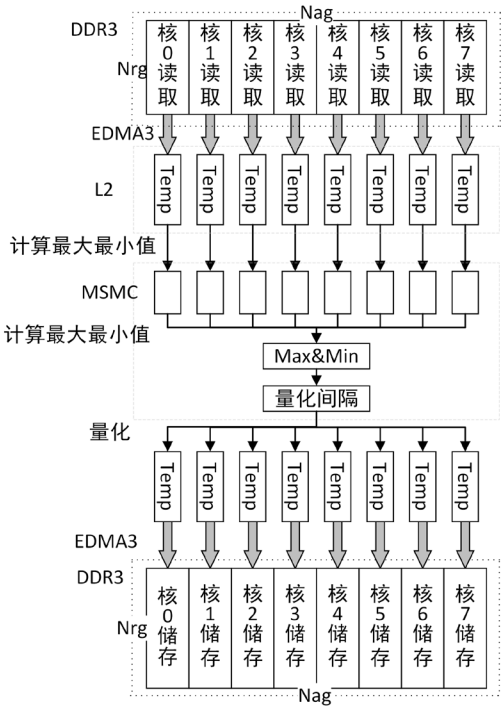 Nag
DDR3
Nrg
核0读取 核1读取 核2读取 核3读取 核4读取 核5读取 核6读取 核7读取
EDMA3
L2
Temp Temp Temp Temp Temp Temp Temp Temp
计算最大最小值
MSMC
计算最大最小值
Max&Min
量化间隔
量化
Temp Temp Temp Temp Temp Temp Temp Temp
EDMA3
DDR3
Nrg
核0储存 核1储存 核2储存 核3储存 核4储存 核5储存 核6储存 核7储存
Nag